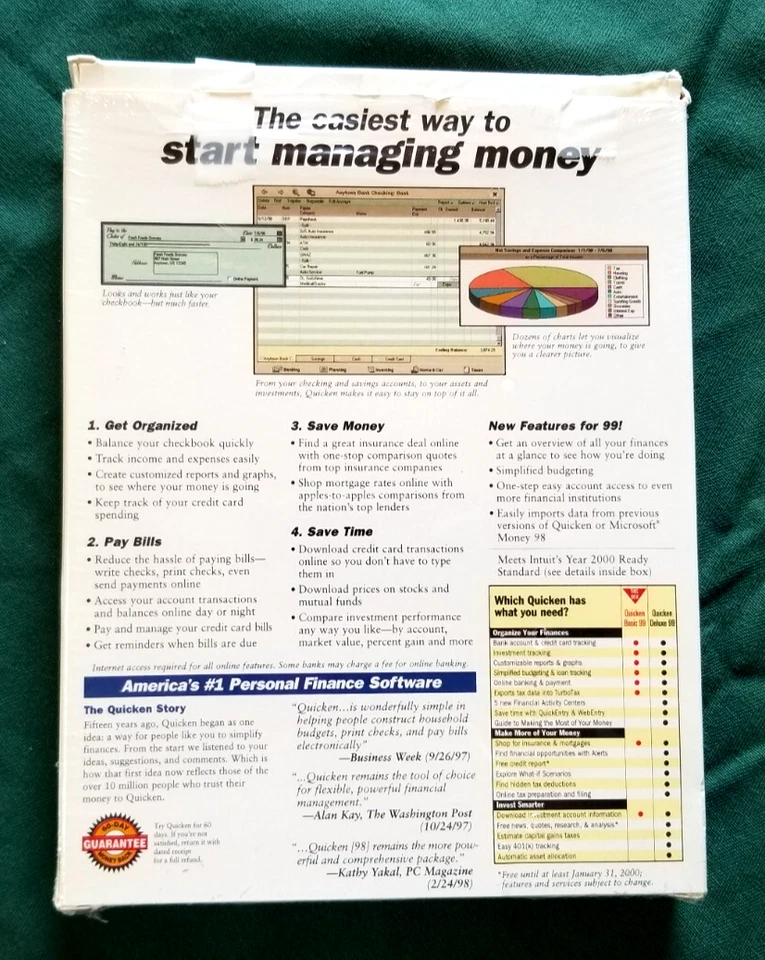 The easiest way to
start managing money
Anytown Bank Checking: Bank
Looks and works just like your
checkbook—but much faster.
Net Savings and Expense Comparison
Dozens of charts let you visualize
where your money is going, to give
you a clearer picture.
Ending Balance:
From your checking and savings accounts, to your assets and
investments, Quicken makes it easy to stay on top of it all.
1. Get Organized
• Balance your checkbook quickly
• Track income and expenses easily
• Create customized reports and graphs,
to see where your money is going
• Keep track of your credit card
spending
2. Pay Bills
• Reduce the hassle of paying bills—
write checks, print checks, even
send payments online
• Access your account transactions
and balances online day or night
• Pay and manage your credit card bills
• Get reminders when bills are due
3. Save Money
• Find a great insurance deal online
with one-stop comparison quotes
from top insurance companies
• Shop mortgage rates online with
apples-to-apples comparisons from
the nation's top lenders
4. Save Time
• Download credit card transactions
online so you don't have to type
them in
• Download prices on stocks and
mutual funds
• Compare investment performance
any way you like—by account,
market value, percent gain and more
New Features for 99!
• Get an overview of all your finances
at a glance to see how you're doing
• Simplified budgeting
• One-step easy account access to even
more financial institutions
• Easily imports data from previous
versions of Quicken or Microsoft®
Money 98
Meets Intuit's Year 2000 Ready
Standard (see details inside box)
Internet access required for all online features. Some banks may charge a fee for online banking.
America's #1 Personal Finance Software
The Quicken Story
Fifteen years ago, Quicken began as one
idea: a way for people like you to simplify
finances. From the start we listened to your
ideas, suggestions, and comments. Which is
how that first idea now reflects those of the
over 10 million people who trust their
money to Quicken.
60-DAY
GUARANTEE
MONEY BACK
Try Quicken for 60
days. If you're not
satisfied, return it with
dated receipt
for a full refund.
"Quicken...is wonderfully simple in
helping people construct household
budgets, print checks, and pay bills
electronically"
—Business Week (9/26/97)
"...Quicken remains the tool of choice
for flexible, powerful financial
management."
—Alan Kay, The Washington Post
(10/24/97)
"...Quicken [98] remains the more pow-
erful and comprehensive package."
—Kathy Yakal, PC Magazine
(2/24/98)
THIS BOX
Which Quicken has
what you need?
Quicken Basic 99
Quicken Deluxe 99
Organize Your Finances
Bank account & credit card tracking
Investment tracking
Customizable reports & graphs
Simplified budgeting & loan tracking
Online banking & payment
Exports tax data into TurboTax
5 new Financial Activity Centers
Save time with QuickEntry & WebEntry
Guide to Making the Most of Your Money
Make More of Your Money
Shop for insurance & mortgages
Find financial opportunities with Alerts
Free credit report*
Explore What-if Scenarios
Find hidden tax deductions
Online tax preparation and filing
Invest Smarter
Download investment account information
Free news, quotes, research, & analysis*
Estimate capital gains taxes
Easy 401(k) tracking
Automatic asset allocation
*Free until at least January 31, 2000;
features and services subject to change.